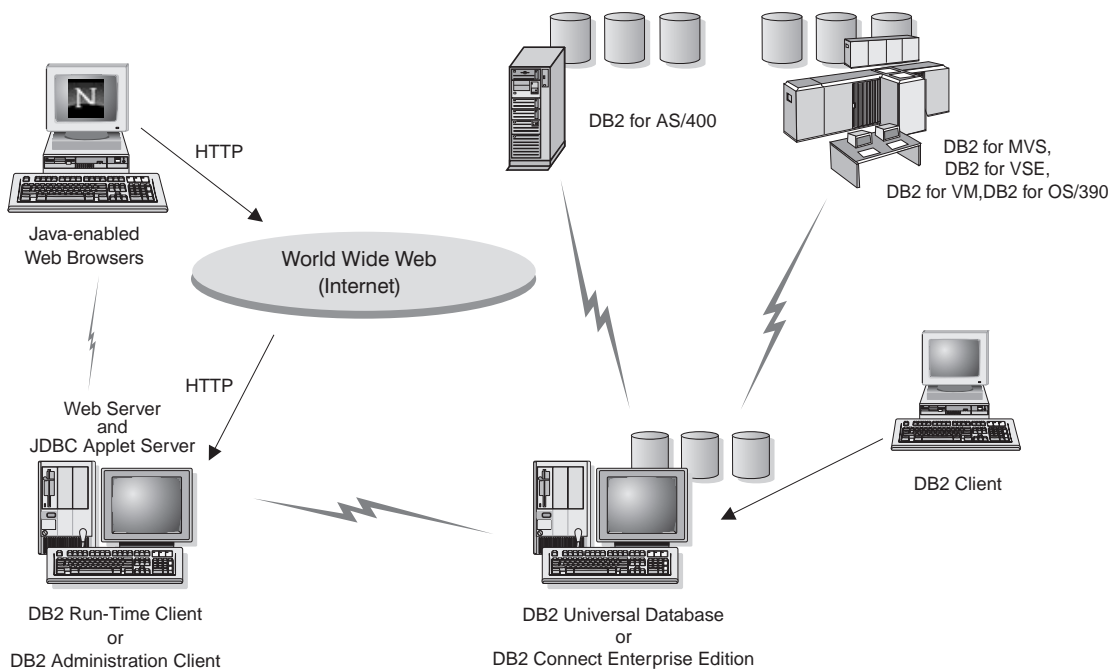 DB2 for AS/400
DB2 for MVS,
DB2 for VSE,
DB2 for VM,DB2 for OS/390
N
HTTP
Java-enabled
Web Browsers
World Wide Web
(Internet)
HTTP
Web Server
and
JDBC Applet Server
DB2 Client
DB2 Run-Time Client
or
DB2 Administration Client
DB2 Universal Database
or
DB2 Connect Enterprise Edition